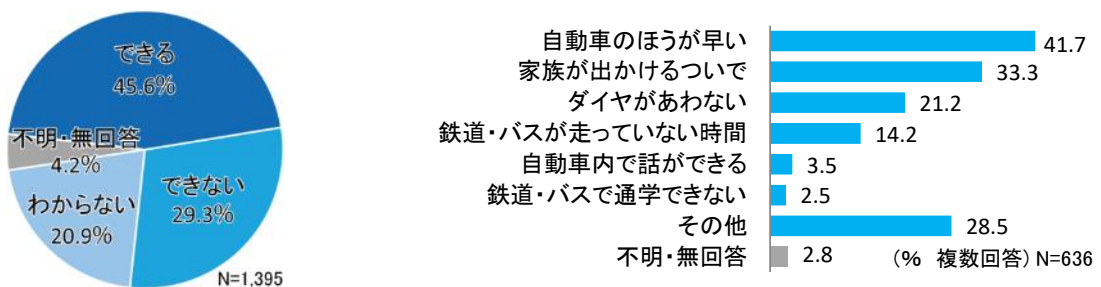 できる
45.6%
不明・無回答
4.2%
できない
29.3%
わからない
20.9%
N=1,395
自動車のほうが早い 41.7
家族が出かけるついで 33.3
ダイヤがあわない 21.2
鉄道・バスが走っていない時間 14.2
自動車内で話ができる 3.5
鉄道・バスで通学できない 2.5
その他 28.5
不明・無回答 2.8 (% 複数回答) N=636